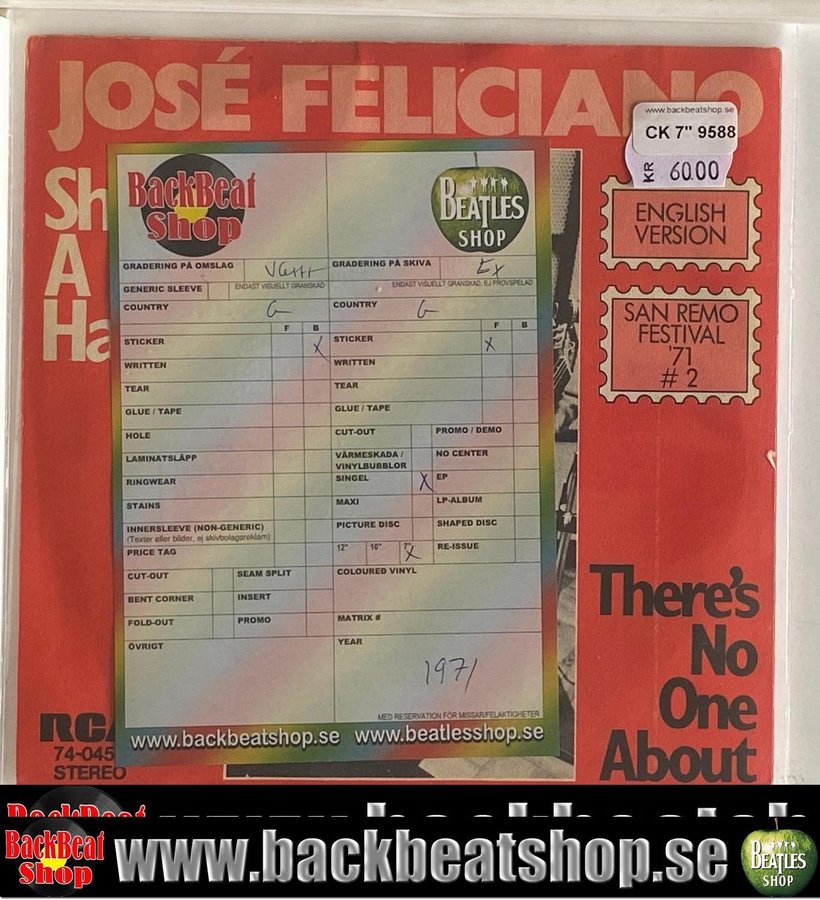 JOSÉ FELICIANO
www.backbeatshop.se
CK 7" 9588
KR 60.00
Sh
A
Ha
ENGLISH
VERSION
SAN REMO
FESTIVAL
'71
# 2
BackBeat
Shop
BEATLES
SHOP
GRADERING PÅ OMSLAG VG+++
GRADERING PÅ SKIVA Ex
GENERIC SLEEVE
ENDAST VISUELLT GRANSKAD
ENDAST VISUELLT GRANSKAD, EJ PROVSPELAD
COUNTRY G
COUNTRY G
F B
F B
STICKER X
STICKER X
WRITTEN
WRITTEN
TEAR
TEAR
GLUE / TAPE
GLUE / TAPE
HOLE
CUT-OUT
PROMO / DEMO
LAMINATSLÄPP
VÄRMESKADA /
VINYLBUBBLOR
NO CENTER
RINGWEAR
SINGEL X
EP
STAINS
MAXI
LP-ALBUM
INNERSLEEVE (NON-GENERIC)
(Texter eller bilder, ej skivbolagsreklam)
PICTURE DISC
SHAPED DISC
PRICE TAG
12" 10" 7" X
RE-ISSUE
CUT-OUT
SEAM SPLIT
COLOURED VINYL
BENT CORNER
INSERT
FOLD-OUT
PROMO
MATRIX #
ÖVRIGT
YEAR
1971
MED RESERVATION FÖR MISSAR/FELAKTIGHETER
www.backbeatshop.se www.beatlesshop.se
There's
No
One
About
RCA
74-045
STEREO
BackBeat
Shop
www.backbeatshop.se
BEATLES
SHOP